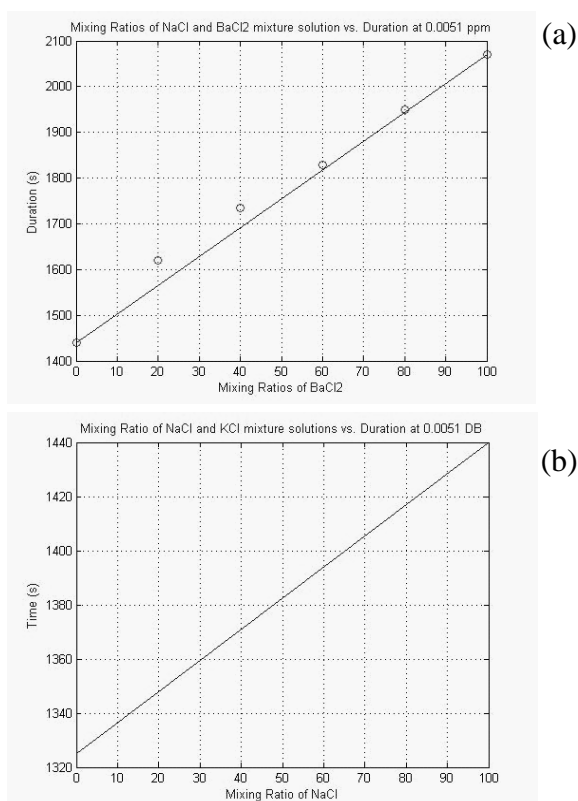 Mixing Ratios of NaCl and BaCl2 mixture solution vs. Duration at 0.0051 ppm
(a)
2100
2000
1900
1800
1700
1600
1500
1400
Duration (s)
0 10 20 30 40 50 60 70 80 90 100
Mixing Ratios of BaCl2
Mixing Ratio of NaCl and KCl mixture solutions vs. Duration at 0.0051 DB
(b)
1440
1420
1400
1380
1360
1340
1320
Time (s)
0 10 20 30 40 50 60 70 80 90 100
Mixing Ratio of NaCl